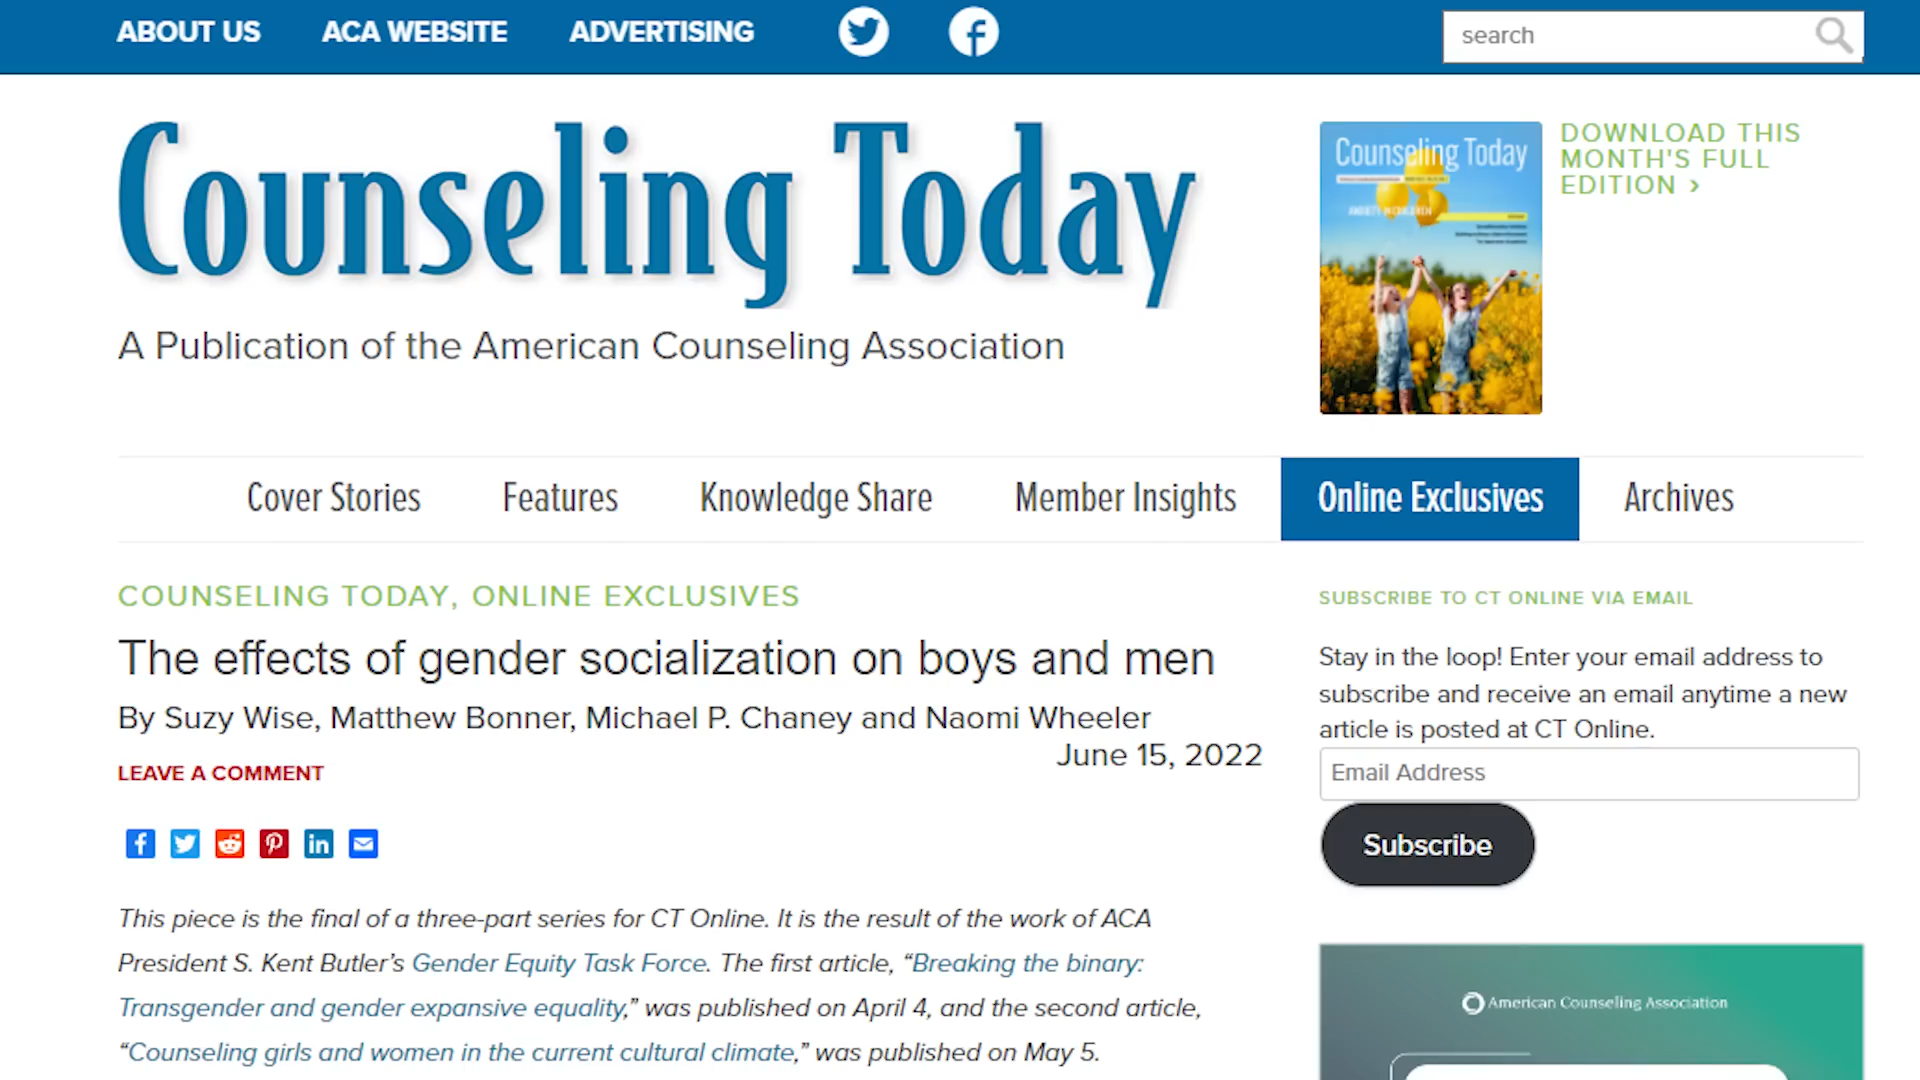 ABOUT US
ACA WEBSITE
ADVERTISING
search
Counseling Today
A Publication of the American Counseling Association
Counseling Today
ANXIETY IN CHILDREN
DOWNLOAD THIS
MONTH'S FULL
EDITION ›
Cover Stories
Features
Knowledge Share
Member Insights
Online Exclusives
Archives
COUNSELING TODAY, ONLINE EXCLUSIVES
The effects of gender socialization on boys and men
By Suzy Wise, Matthew Bonner, Michael P. Chaney and Naomi Wheeler
June 15, 2022
LEAVE A COMMENT
This piece is the final of a three-part series for CT Online. It is the result of the work of ACA
President S. Kent Butler’s Gender Equity Task Force. The first article, “Breaking the binary:
Transgender and gender expansive equality,” was published on April 4, and the second article,
“Counseling girls and women in the current cultural climate,” was published on May 5.
SUBSCRIBE TO CT ONLINE VIA EMAIL
Stay in the loop! Enter your email address to
subscribe and receive an email anytime a new
article is posted at CT Online.
Email Address
Subscribe
American Counseling Association